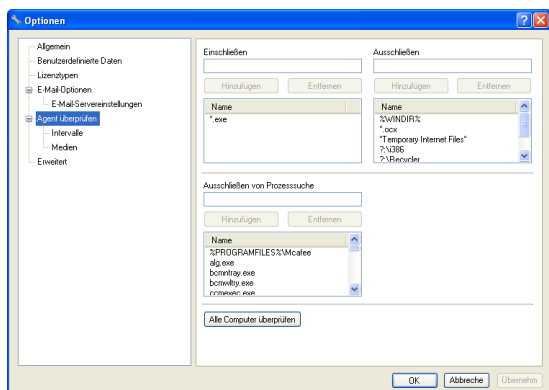 Optionen
Allgemein
Benutzerdefinierte Daten
Lizenztypen
E-Mail-Optionen
E-Mail-Servereinstellungen
Agent überprüfen
Intervalle
Medien
Erweitert
Einschließen
Hinzufügen
Entfernen
Name
*.exe
Ausschließen
Hinzufügen
Entfernen
Name
%WINDIR%
*.ocx
"Temporary Internet Files"
?:\i386
?:\Recycler
Ausschließen von Prozesssuche
Hinzufügen
Entfernen
Name
%PROGRAMFILES%\Mcafee
alg.exe
bcmntray.exe
bcmwltry.exe
ccmexec.exe
Alle Computer überprüfen
OK
Abbreche
Übernehm